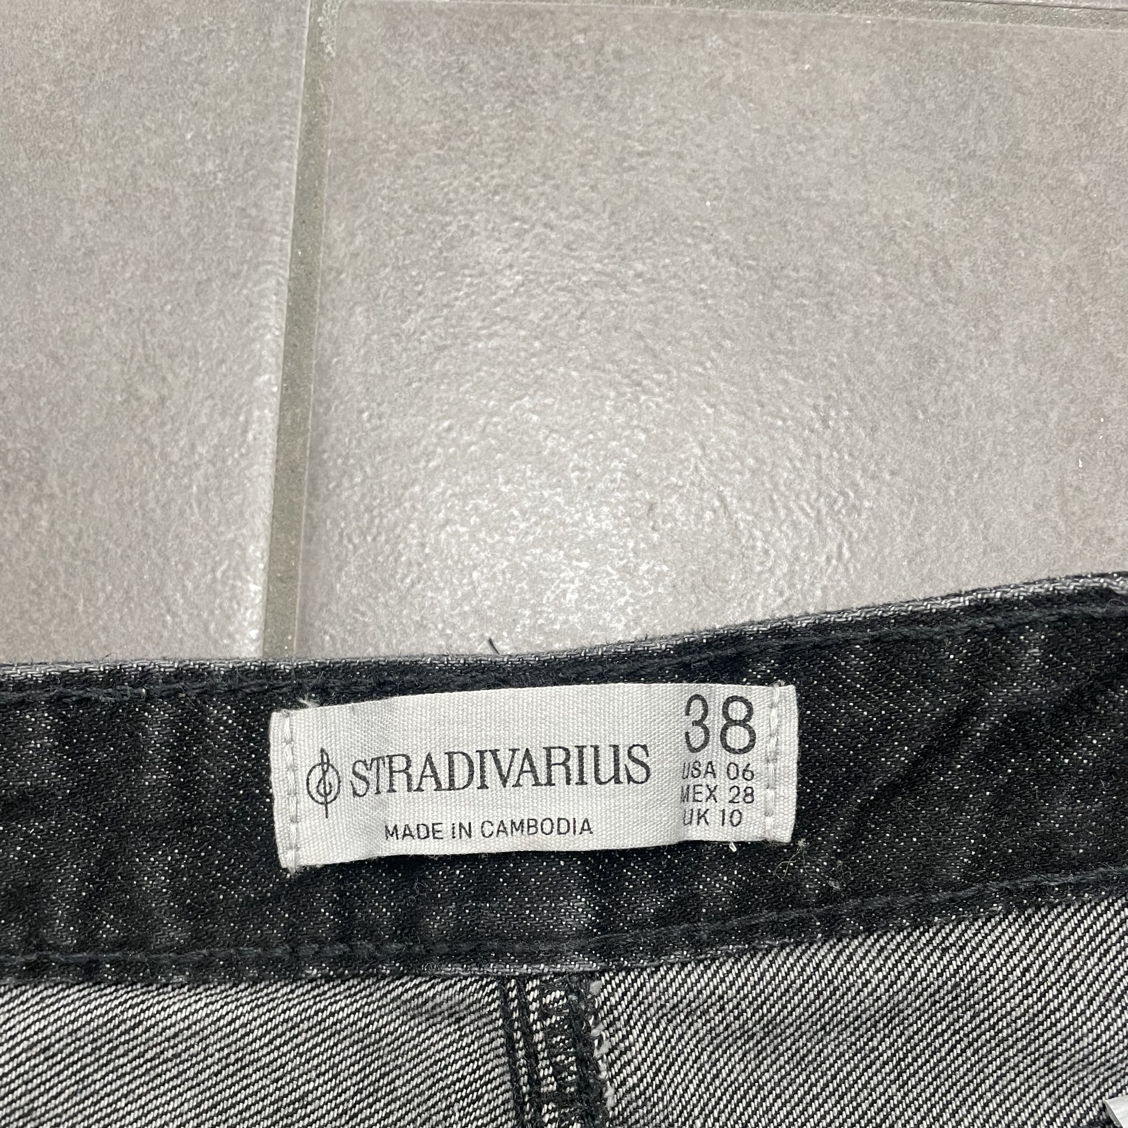 STRADIVARIUS
MADE IN CAMBODIA
38
USA 06
MEX 28
UK 10